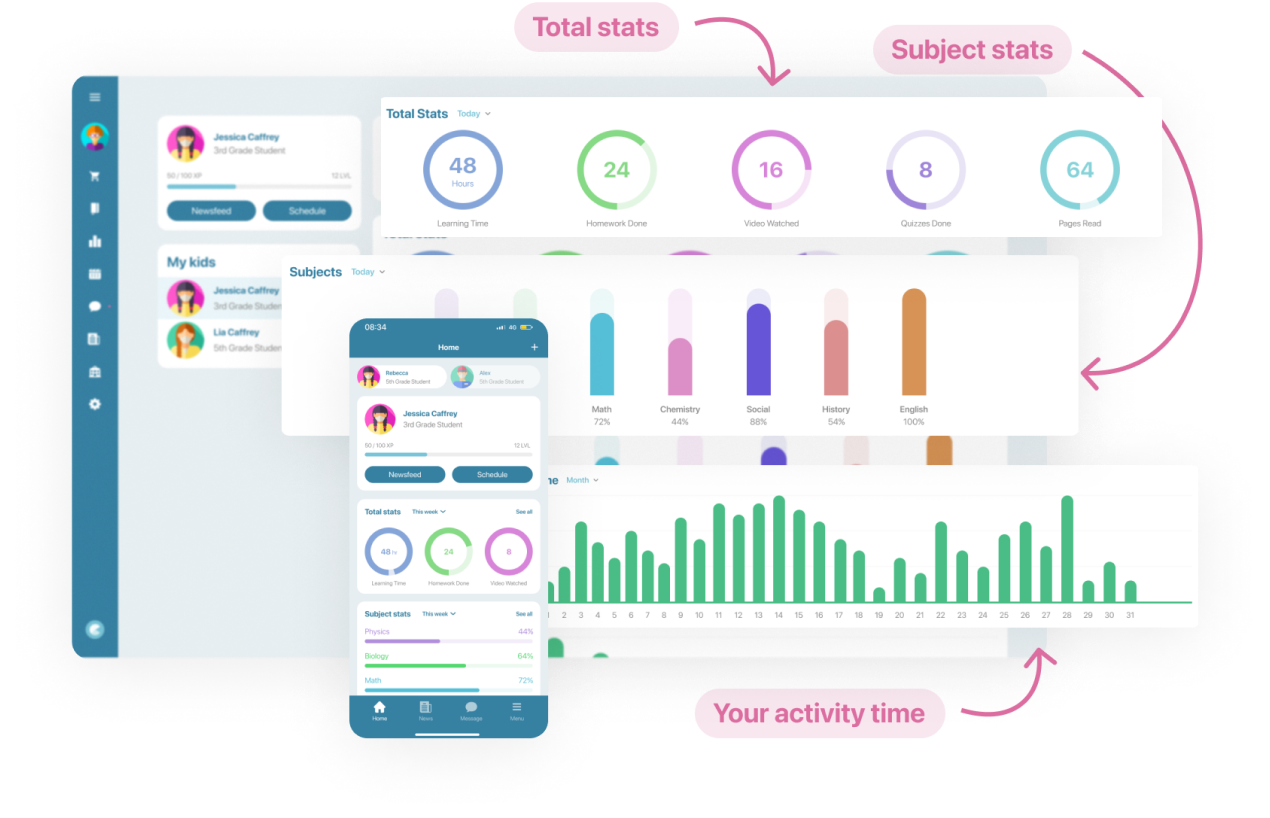 Total stats
Subject stats
Total Stats Today
48
Hours
24
16
8
64
Learning Time
Homework Done
Video Watched
Quizzes Done
Pages Read
Jessica Caffrey
3rd Grade Student
50 / 100 XP
12 LVL
Newsfeed
Schedule
My kids
Jessica Caffrey
3rd Grade Studen
Lia Caffrey
5th Grade Studen
Subjects Today
Math
72%
Chemistry
44%
Social
88%
History
54%
English
100%
08:34
4G
Home
+
Rebecca
5th Grade Student
Alex
5th Grade Student
Jessica Caffrey
3rd Grade Student
50 / 100 XP
12 LVL
Newsfeed
Schedule
Total stats This week See all
48 hr
24
8
Learning Time
Homework Done
Video Watched
Subject stats This week See all
Physics 44%
Biology 64%
Math 72%
Home
News
Message
Menu
ne Month
2 3 4 5 6 7 8 9 10 11 12 13 14 15 16 17 18 19 20 21 22 23 24 25 26 27 28 29 30 31
Your activity time